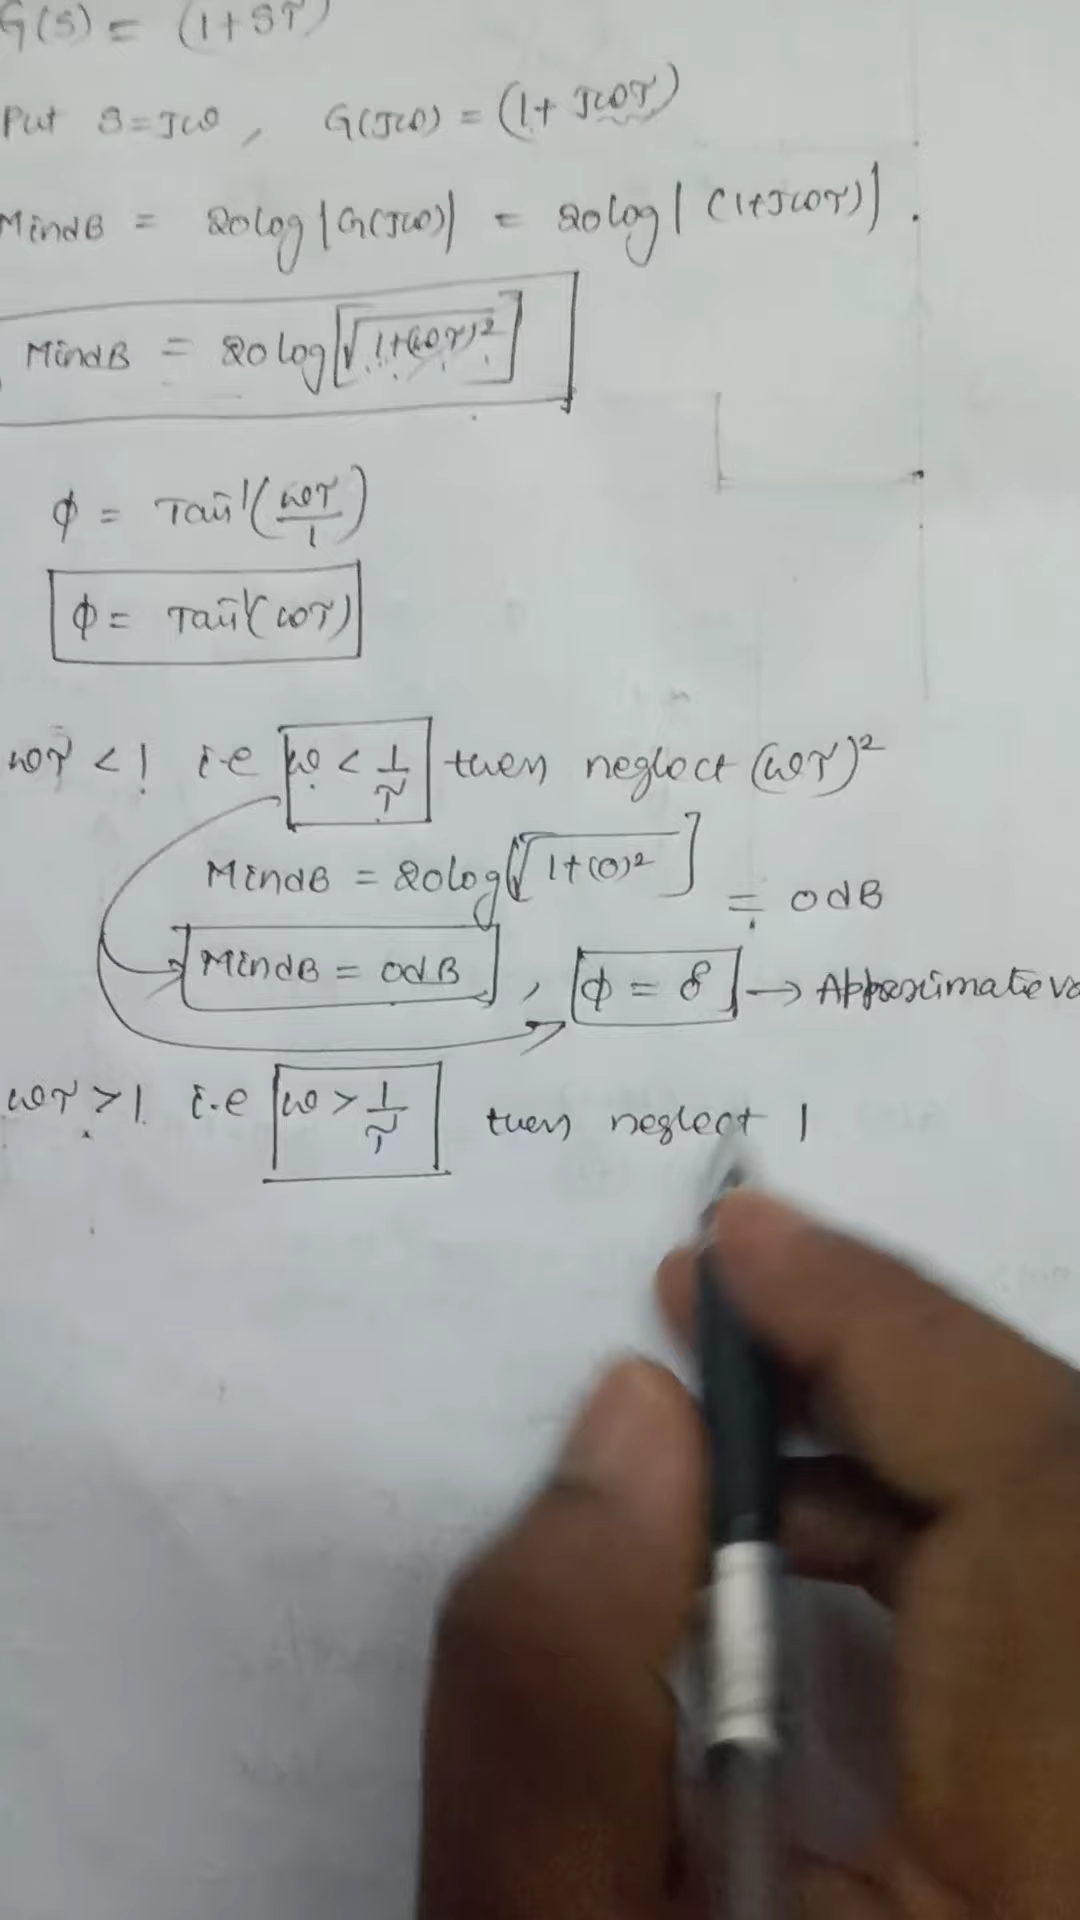 G(S) = (1+ST)
Put S=Jω, G(Jω) = (1+JωT)
MindB = 20log|G(Jω)| = 20log|(1+JωT)|.
MindB = 20log[√1+(ωT)²]
ϕ = Tan⁻¹(ωT/1)
ϕ = Tan⁻¹(ωT)
ωT < 1 i.e ω < 1/T then neglect (ωT)²
MindB = 20log[√1+(0)²] = 0dB
MindB = 0dB, ϕ = 0° → Approximate
ωT > 1 i.e ω > 1/T then neglect 1